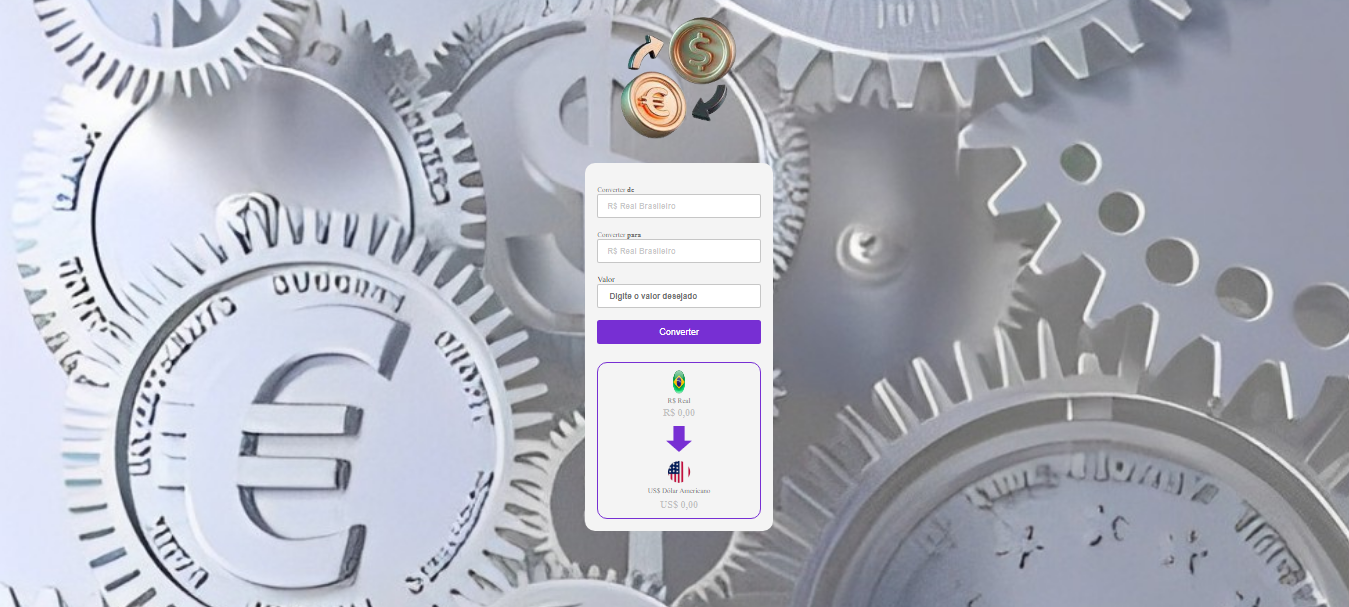 Converter de
R$ Real Brasileiro
Converter para
R$ Real Brasileiro
Valor
Digite o valor desejado
Converter
R$ Real
R$ 0,00
US$ Dólar Americano
US$ 0,00